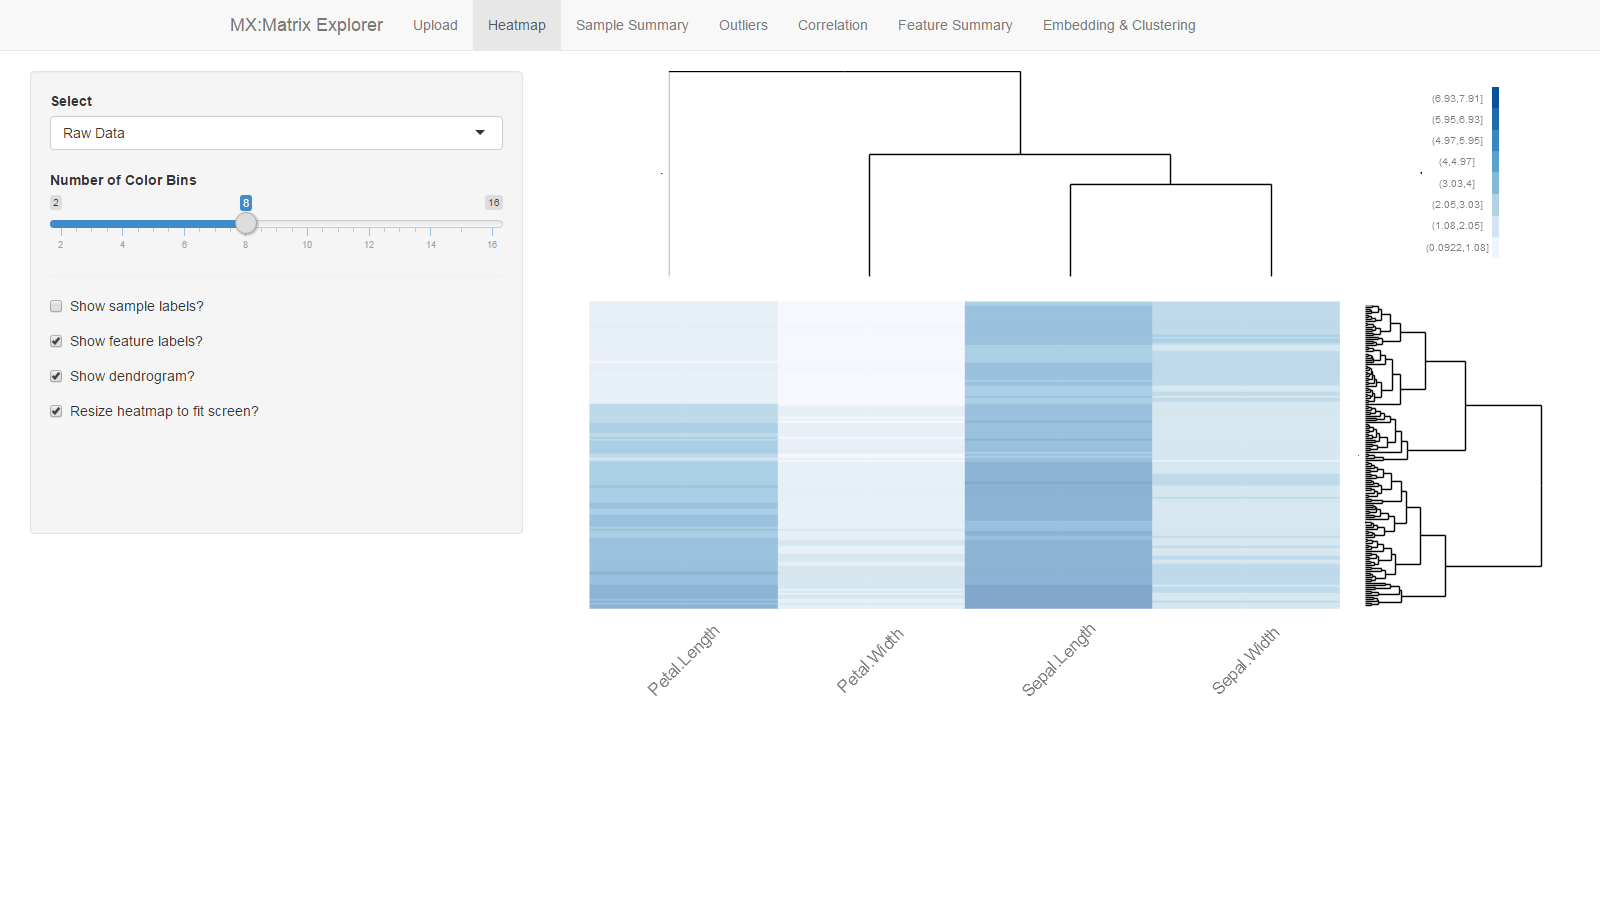 MX:Matrix Explorer Upload Heatmap Sample Summary Outliers Correlation Feature Summary Embedding & Clustering
Select
Raw Data
Number of Color Bins
2 8 16
2 4 6 8 10 12 14 16
Show sample labels?
Show feature labels?
Show dendrogram?
Resize heatmap to fit screen?
(6.93,7.91]
(5.95,6.93]
(4.97,5.95]
(4,4.97]
(3.03,4]
(2.05,3.03]
(1.08,2.05]
(0.0922,1.08]
Petal.Length Petal.Width Sepal.Length Sepal.Width